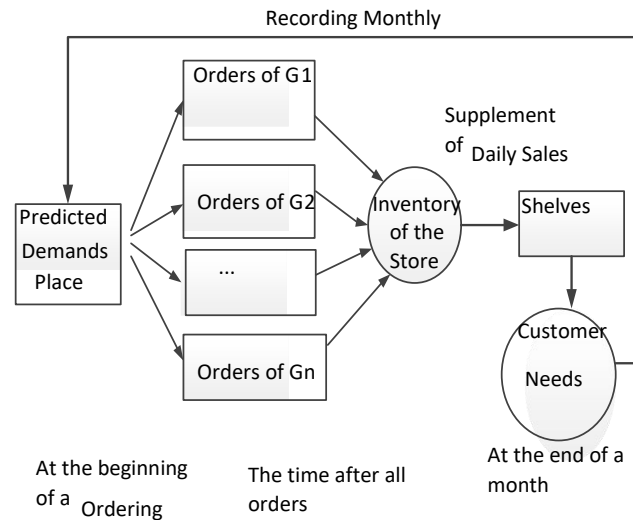 Recording Monthly
Orders of G1
Supplement
of Daily Sales
Orders of G2
Predicted
Demands
Place
Inventory
of the
Store
Shelves
...
Orders of Gn
Customer
Needs
At the beginning
of a Ordering
The time after all
orders
At the end of a
month